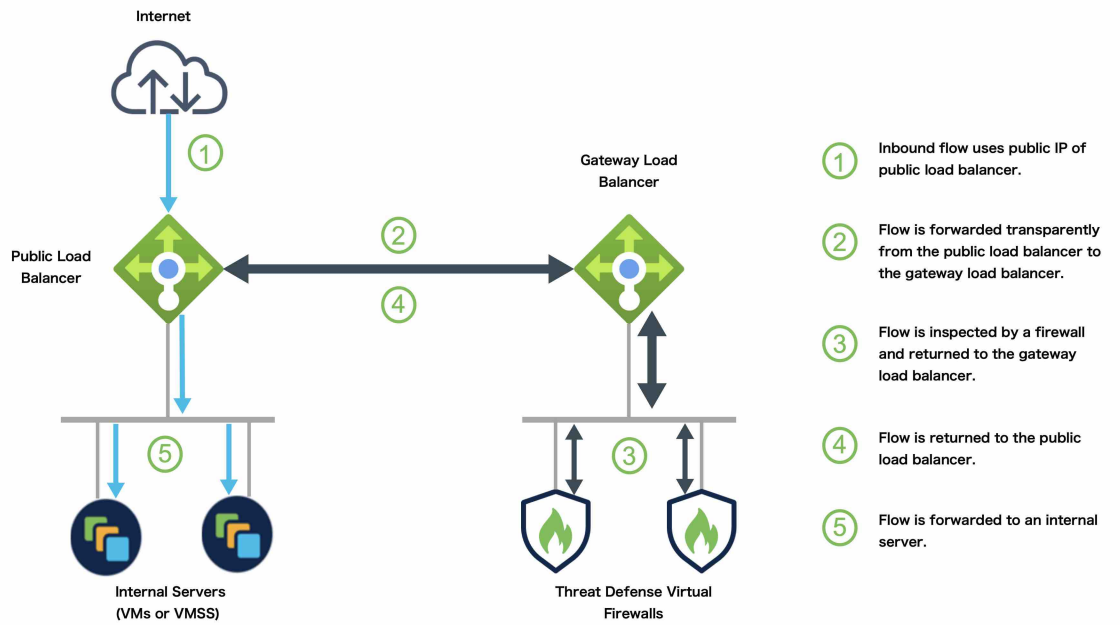 Internet
1
Gateway Load
Balancer
Public Load
Balancer
2
4
5
3
Internal Servers
(VMs or VMSS)
Threat Defense Virtual
Firewalls
1
Inbound flow uses public IP of
public load balancer.
2
Flow is forwarded transparently
from the public load balancer to
the gateway load balancer.
3
Flow is inspected by a firewall
and returned to the gateway
load balancer.
4
Flow is returned to the public
load balancer.
5
Flow is forwarded to an internal
server.